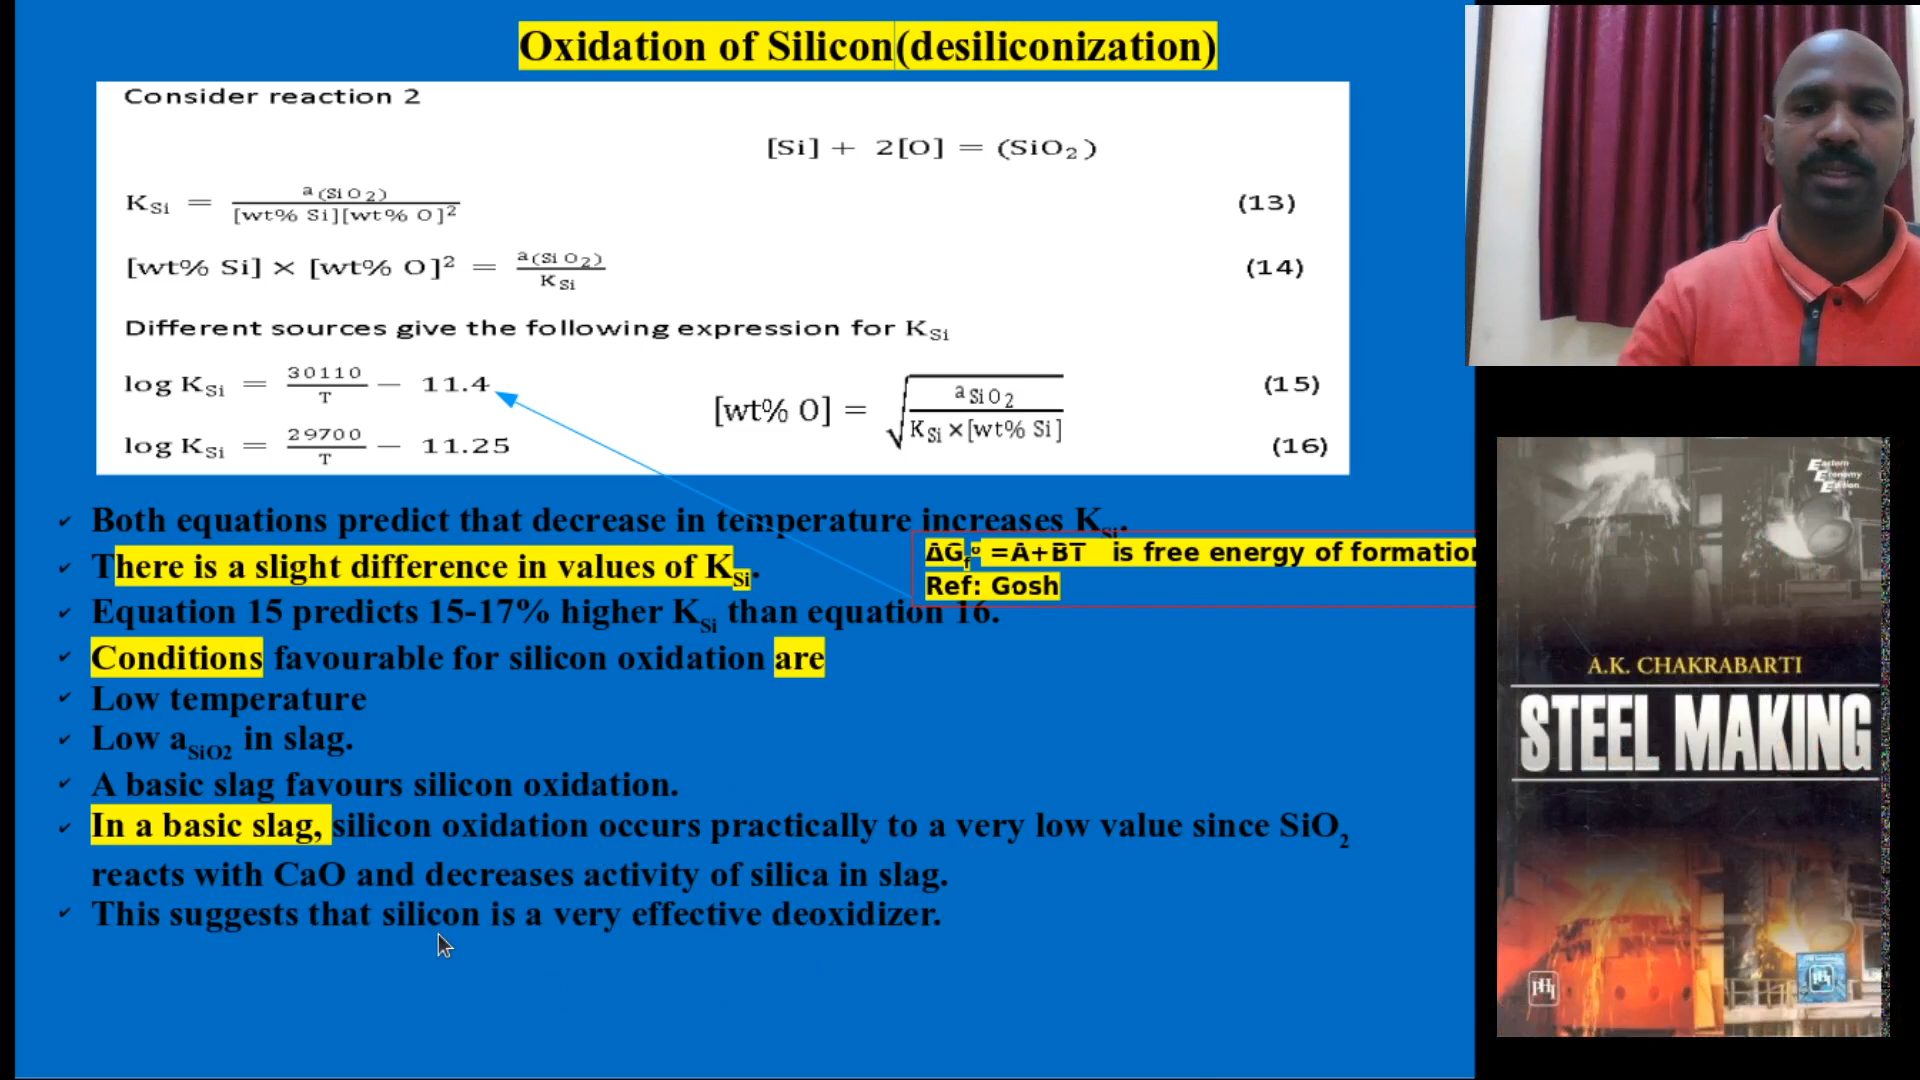 Oxidation of Silicon(desiliconization)
Consider reaction 2
[Si] + 2[O] = (SiO₂)
K_Si = a(SiO₂) / [wt% Si][wt% O]² (13)
[wt% Si] × [wt% O]² = a(SiO₂) / K_Si (14)
Different sources give the following expression for K_Si
log K_Si = 30110/T − 11.4 (15)
[wt% O] = √(a_SiO₂ / K_Si × [wt% Si])
log K_Si = 29700/T − 11.25 (16)
✓ Both equations predict that decrease in temperature increases K_Si.
✓ There is a slight difference in values of K_Si.
ΔG_f° =A+BT is free energy of formation
Ref: Gosh
✓ Equation 15 predicts 15-17% higher K_Si than equation 16.
✓ Conditions favourable for silicon oxidation are
✓ Low temperature
✓ Low a_SiO2 in slag.
✓ A basic slag favours silicon oxidation.
✓ In a basic slag, silicon oxidation occurs practically to a very low value since SiO₂
reacts with CaO and decreases activity of silica in slag.
✓ This suggests that silicon is a very effective deoxidizer.
Eastern
Economy
Edition
A.K. CHAKRABARTI
STEEL MAKING
PHI
PHI